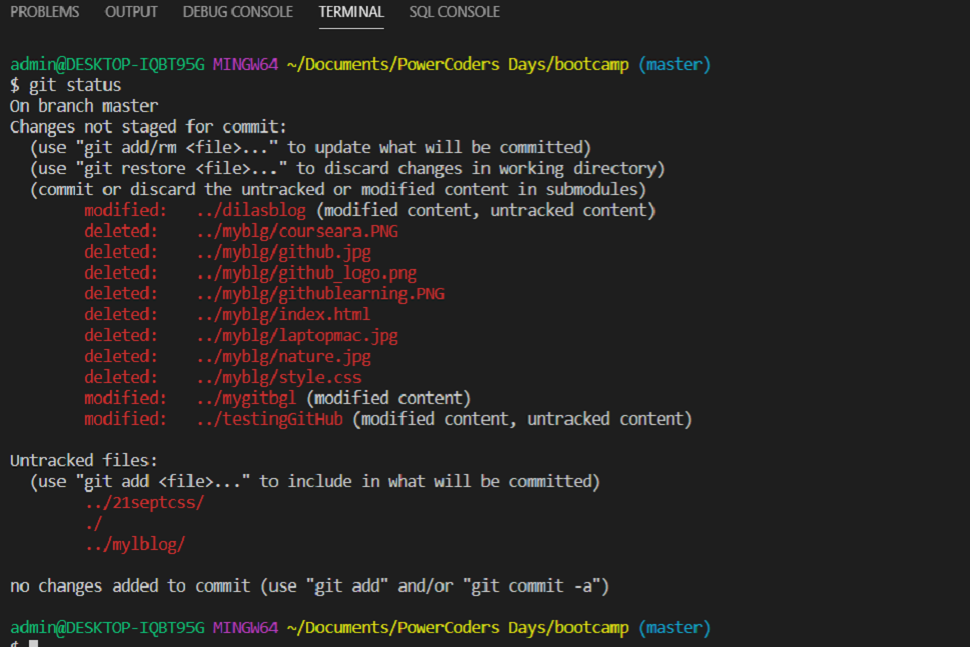 PROBLEMS OUTPUT DEBUG CONSOLE TERMINAL SQL CONSOLE
admin@DESKTOP-IQBT95G MINGW64 ~/Documents/PowerCoders Days/bootcamp (master)
$ git status
On branch master
Changes not staged for commit:
  (use "git add/rm <file>..." to update what will be committed)
  (use "git restore <file>..." to discard changes in working directory)
  (commit or discard the untracked or modified content in submodules)
        modified:   ../dilasblog (modified content, untracked content)
        deleted:    ../myblg/courseara.PNG
        deleted:    ../myblg/github.jpg
        deleted:    ../myblg/github_logo.png
        deleted:    ../myblg/githublearning.PNG
        deleted:    ../myblg/index.html
        deleted:    ../myblg/laptopmac.jpg
        deleted:    ../myblg/nature.jpg
        deleted:    ../myblg/style.css
        modified:   ../mygitbgl (modified content)
        modified:   ../testingGitHub (modified content, untracked content)
Untracked files:
  (use "git add <file>..." to include in what will be committed)
        ../21septcss/
        ./
        ../mylblog/
no changes added to commit (use "git add" and/or "git commit -a")
admin@DESKTOP-IQBT95G MINGW64 ~/Documents/PowerCoders Days/bootcamp (master)
$